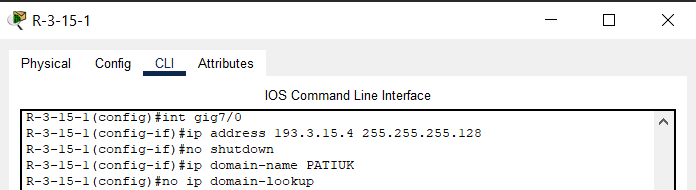 R-3-15-1
Physical Config CLI Attributes
IOS Command Line Interface
R-3-15-1(config)#int gig7/0
R-3-15-1(config-if)#ip address 193.3.15.4 255.255.255.128
R-3-15-1(config-if)#no shutdown
R-3-15-1(config-if)#ip domain-name PATIUK
R-3-15-1(config)#no ip domain-lookup